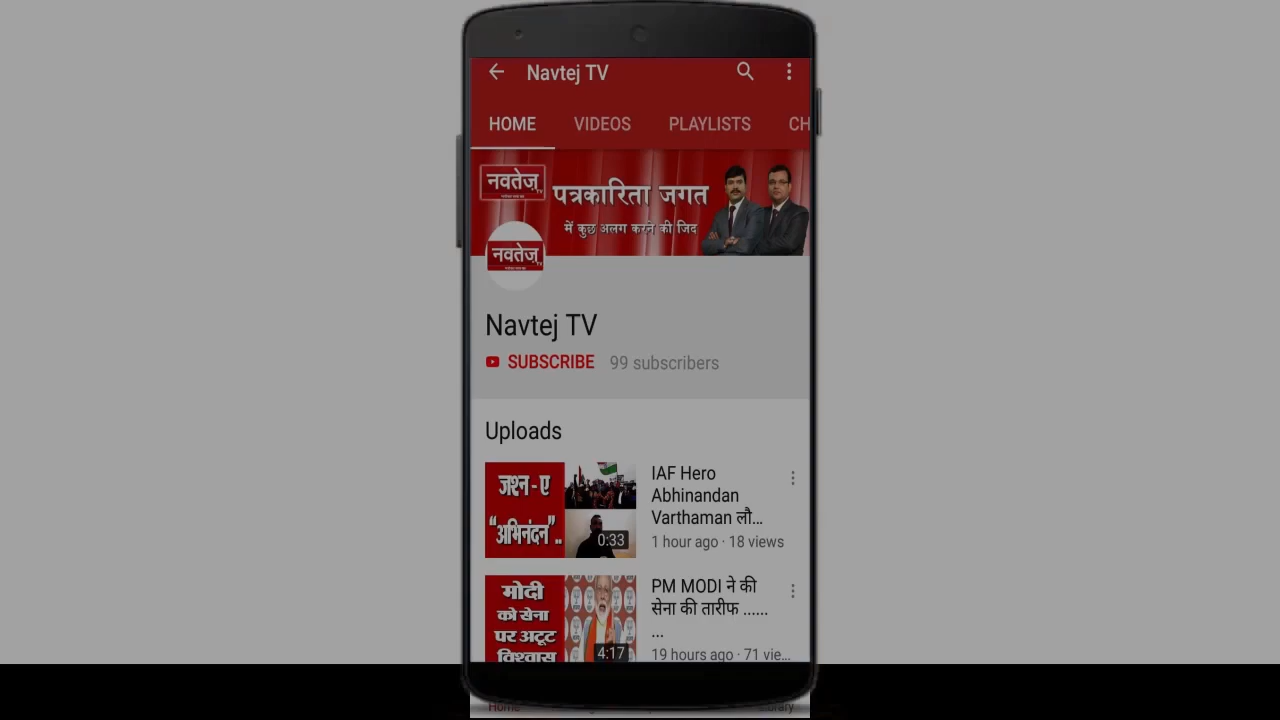 Navtej TV
HOME VIDEOS PLAYLISTS CH
नवतेज़ TV
पत्रकारिता जगत
में कुछ अलग करने की जिद
नवतेज़
Navtej TV
SUBSCRIBE 99 subscribers
Uploads
जश्न - ए
“अभिनंदन”..
0:33
IAF Hero
Abhinandan
Varthaman लौ...
1 hour ago · 18 views
मोदी
को सेना
पर अटूट
विश्वास
4:17
PM MODI ने की
सेना की तारीफ ......
...
19 hours ago · 71 vie...
Home